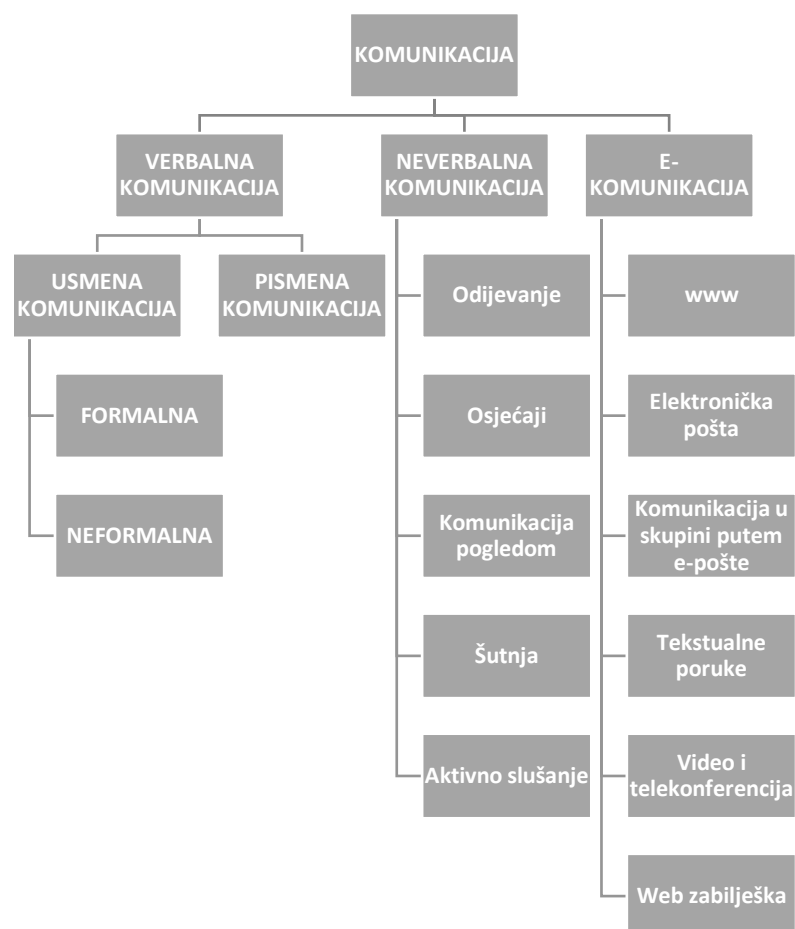 KOMUNIKACIJA
VERBALNA
KOMUNIKACIJA
NEVERBALNA
KOMUNIKACIJA
E-
KOMUNIKACIJA
USMENA
KOMUNIKACIJA
PISMENA
KOMUNIKACIJA
FORMALNA
NEFORMALNA
Odijevanje
Osjećaji
Komunikacija
pogledom
Šutnja
Aktivno slušanje
www
Elektronička
pošta
Komunikacija u
skupini putem
e-pošte
Tekstualne
poruke
Video i
telekonferencija
Web zabilješka